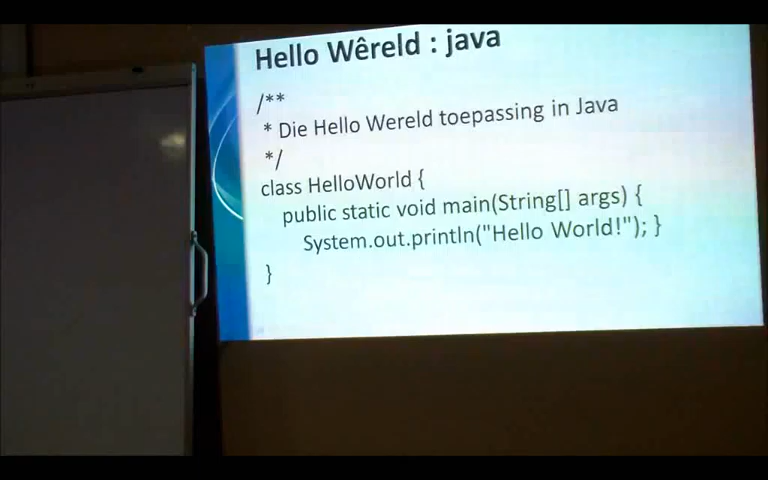 Hello Wêreld : java
/**
* Die Hello Wereld toepassing in Java
*/
class HelloWorld {
public static void main(String[] args) {
System.out.println("Hello World!"); }
}